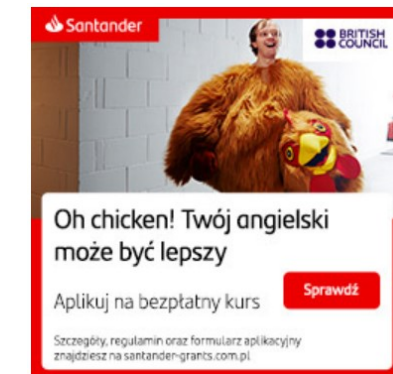 Santander
BRITISH
COUNCIL
Oh chicken! Twój angielski
może być lepszy
Aplikuj na bezpłatny kurs
Sprawdź
Szczegóły, regulamin oraz formularz aplikacyjny
znajdziesz na santander-grants.com.pl